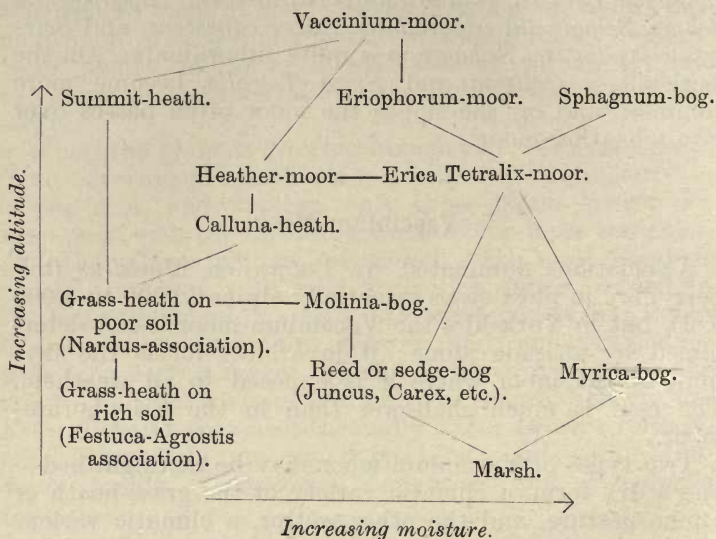 Vaccinium-moor.
Summit-heath.
Eriophorum-moor.
Sphagnum-bog.
Heather-moor
Erica Tetralix-moor.
Calluna-heath.
Grass-heath on
poor soil
(Nardus-association).
Molinia-bog.
Grass-heath on
rich soil
(Festuca-Agrostis
association).
Reed or sedge-bog
(Juncus, Carex, etc.).
Myrica-bog.
Marsh.
Increasing altitude.
Increasing moisture.